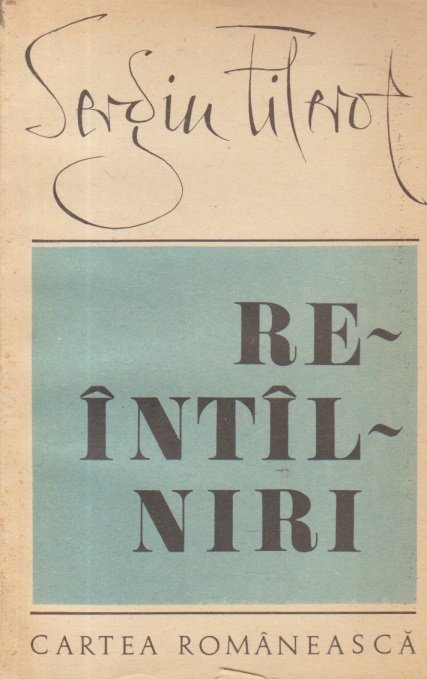 Sergiu Filerot
RE~
ÎNTÎL~
NIRI
CARTEA ROMÂNEASCĂ